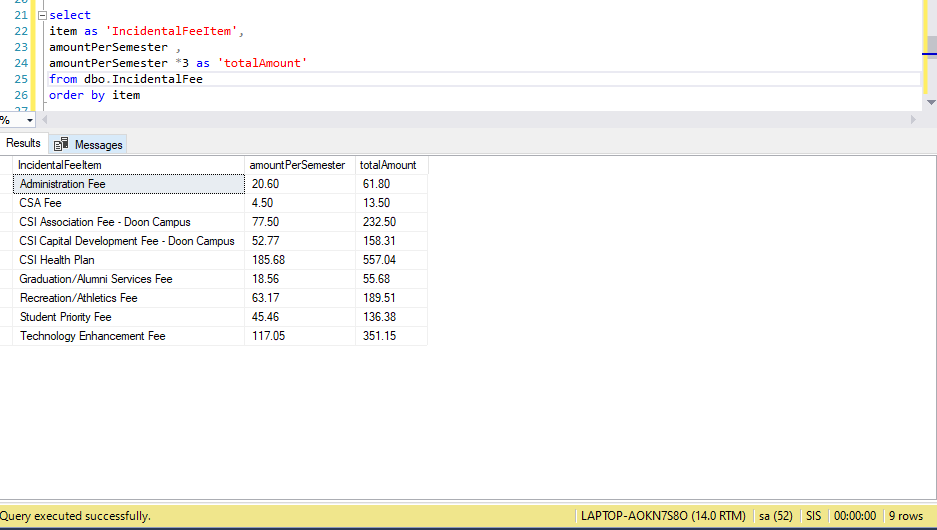 21 select
22 item as 'IncidentalFeeItem',
23 amountPerSemester ,
24 amountPerSemester *3 as 'totalAmount'
25 from dbo.IncidentalFee
26 order by item
%
Results Messages
IncidentalFeeItem amountPerSemester totalAmount
Administration Fee 20.60 61.80
CSA Fee 4.50 13.50
CSI Association Fee - Doon Campus 77.50 232.50
CSI Capital Development Fee - Doon Campus 52.77 158.31
CSI Health Plan 185.68 557.04
Graduation/Alumni Services Fee 18.56 55.68
Recreation/Athletics Fee 63.17 189.51
Student Priority Fee 45.46 136.38
Technology Enhancement Fee 117.05 351.15
Query executed successfully. LAPTOP-AOKN7S8O (14.0 RTM) sa (52) SIS 00:00:00 9 rows